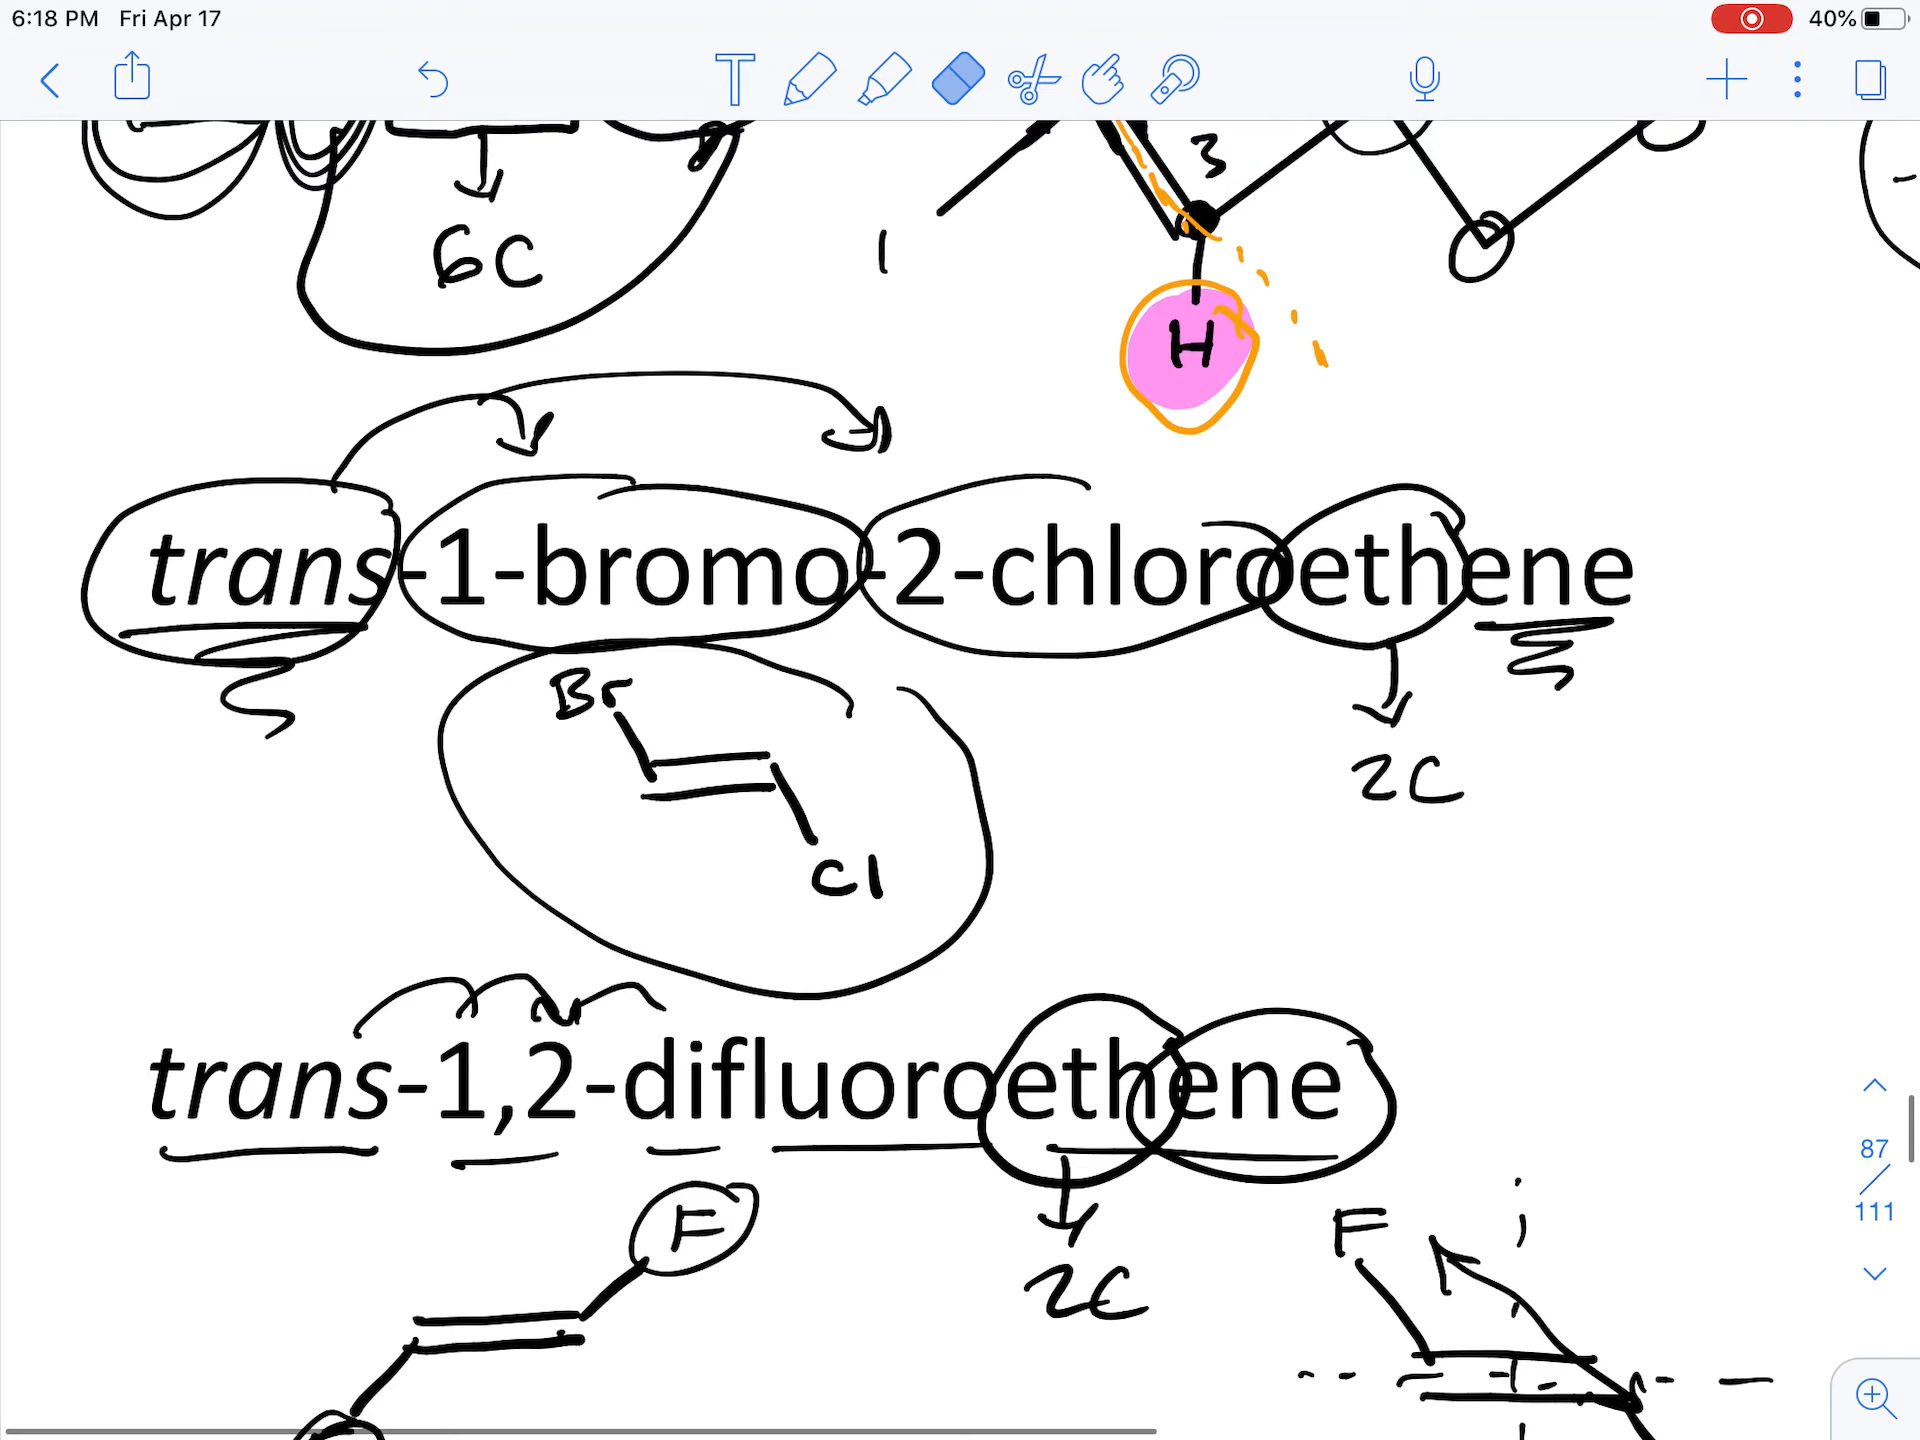 6:18 PM Fri Apr 17
40%
T
3
6C
1
H
trans-1-bromo-2-chloroethene
Br
2C
Cl
trans-1,2-difluoroethene
F
F
2C
87
111